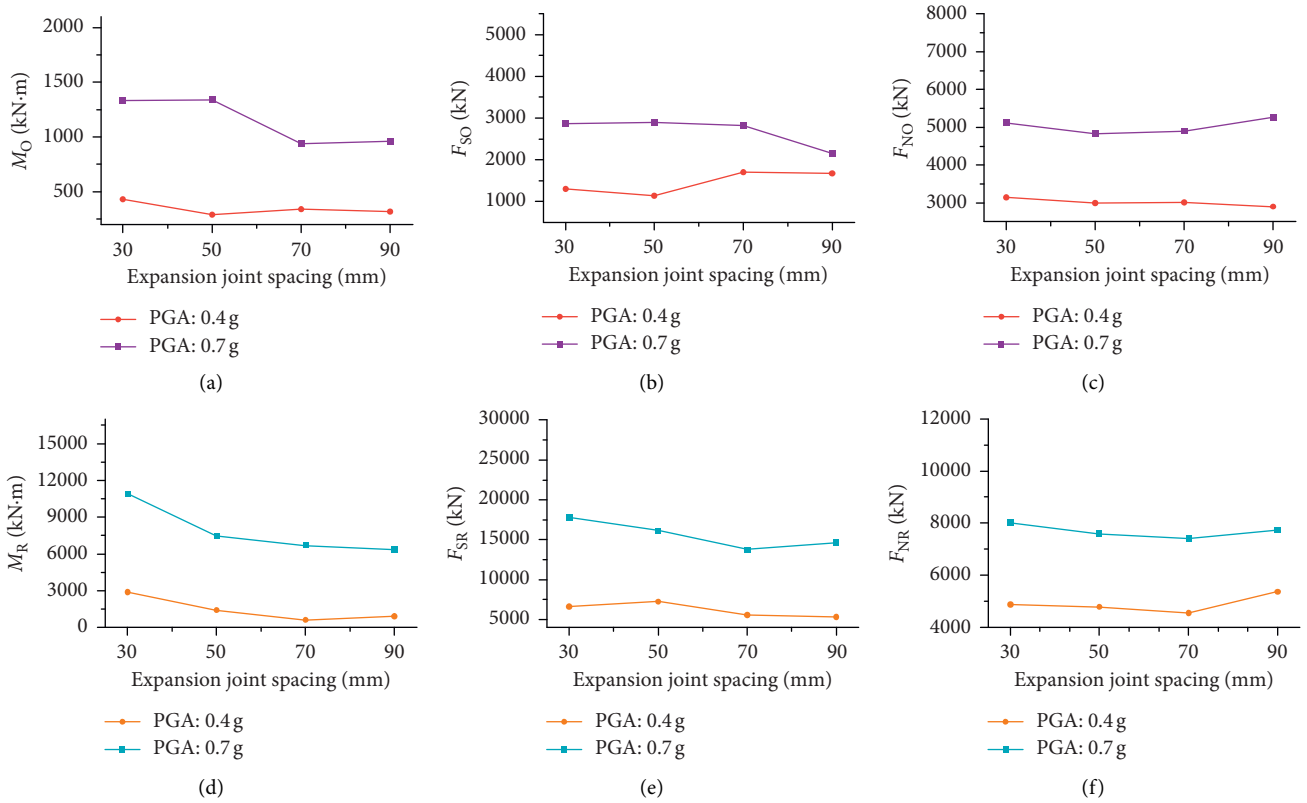 2000
1500
1000
500
M_O (kN·m)
30 50 70 90
Expansion joint spacing (mm)
PGA: 0.4 g
PGA: 0.7 g
(a)
5000
4000
3000
2000
1000
F_SO (kN)
30 50 70 90
Expansion joint spacing (mm)
PGA: 0.4 g
PGA: 0.7 g
(b)
8000
7000
6000
5000
4000
3000
F_NO (kN)
30 50 70 90
Expansion joint spacing (mm)
PGA: 0.4 g
PGA: 0.7 g
(c)
15000
12000
9000
6000
3000
0
M_R (kN·m)
30 50 70 90
Expansion joint spacing (mm)
PGA: 0.4 g
PGA: 0.7 g
(d)
30000
25000
20000
15000
10000
5000
F_SR (kN)
30 50 70 90
Expansion joint spacing (mm)
PGA: 0.4 g
PGA: 0.7 g
(e)
12000
10000
8000
6000
4000
F_NR (kN)
30 50 70 90
Expansion joint spacing (mm)
PGA: 0.4 g
PGA: 0.7 g
(f)